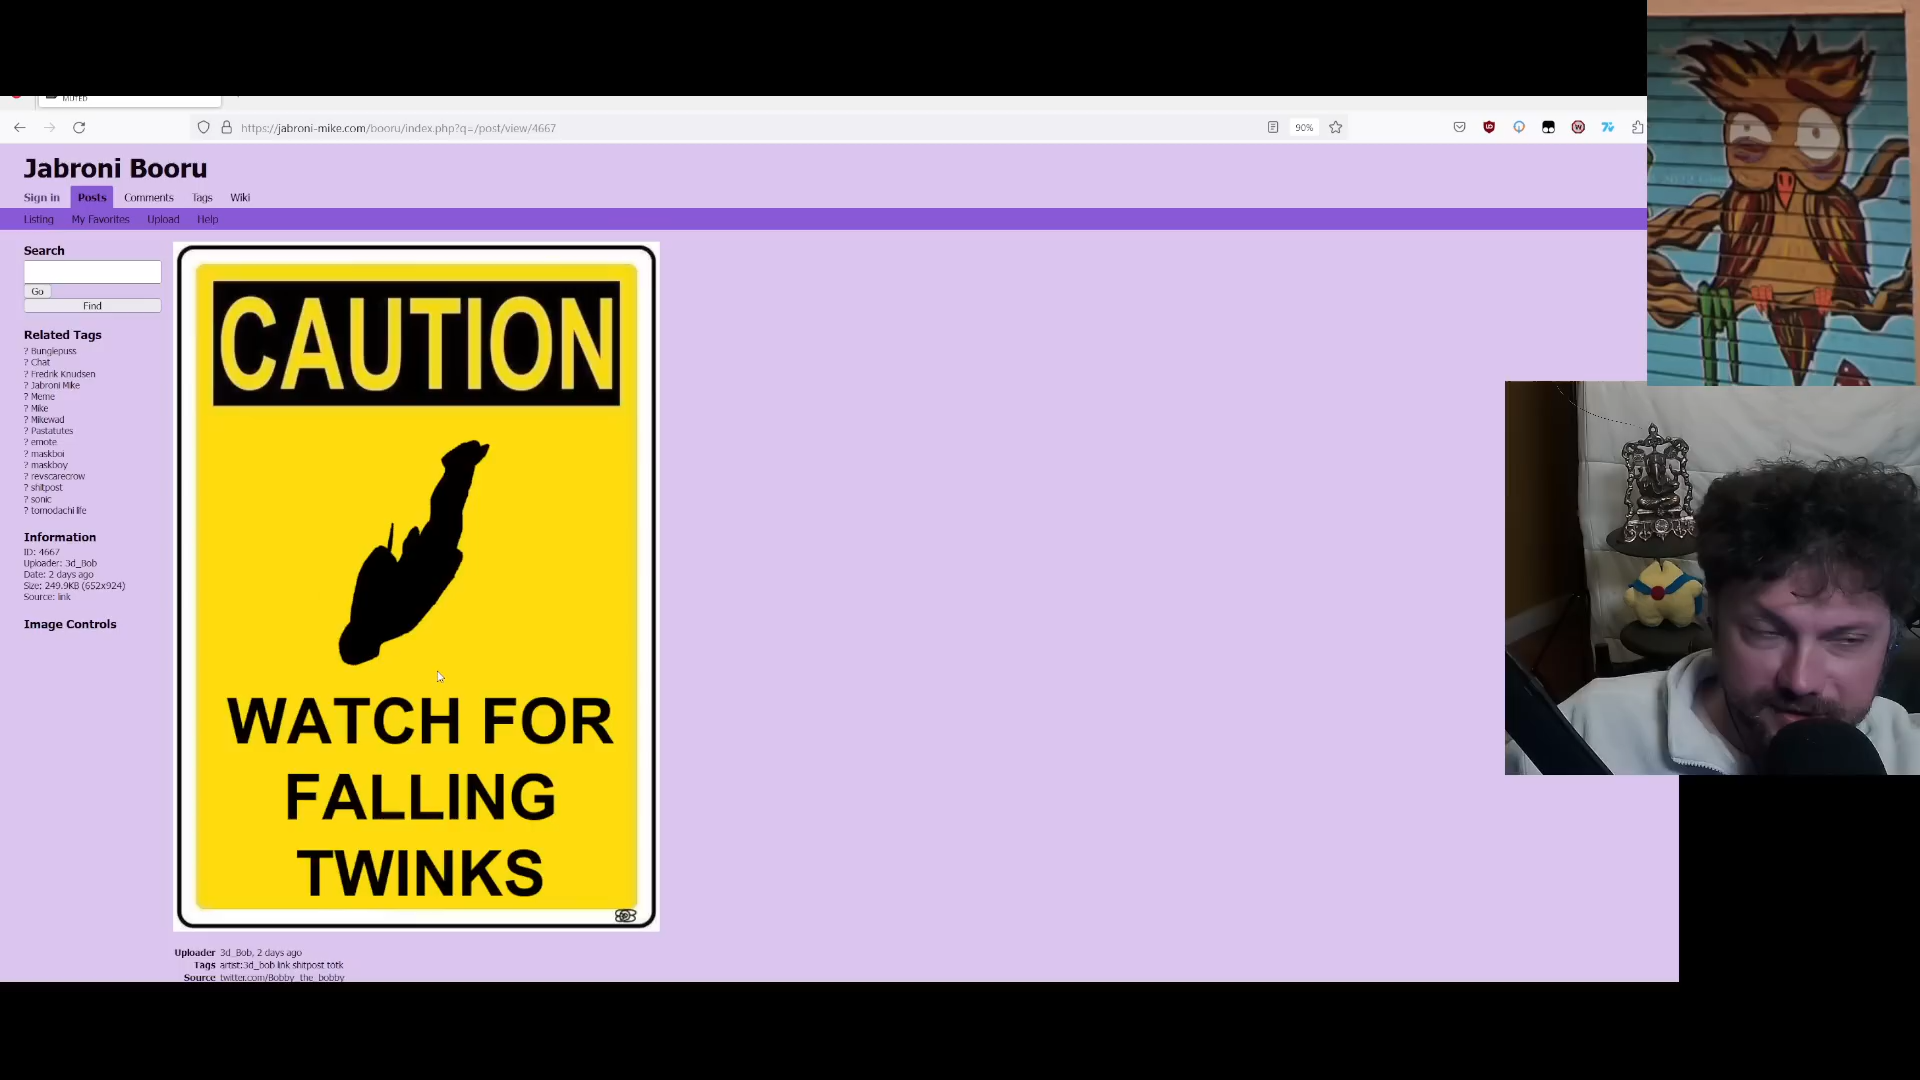 MUTED
https://jabroni-mike.com/booru/index.php?q=/post/view/4667
90%
Jabroni Booru
Sign in Posts Comments Tags Wiki
Listing My Favorites Upload Help
Search
Go
Find
Related Tags
? Bunglepuss
? Chat
? Fredrik Knudsen
? Jabroni Mike
? Meme
? Mike
? Mikewad
? Pastatutes
? emote
? maskboi
? maskboy
? revscarecrow
? shitpost
? sonic
? tomodachi life
Information
ID: 4667
Uploader: 3d_Bob
Date: 2 days ago
Size: 249.9KB (652x924)
Source: link
Image Controls
CAUTION
WATCH FOR
FALLING
TWINKS
Uploader 3d_Bob, 2 days ago
Tags artist:3d_bob link shitpost totk
Source twitter.com/Bobby_the_bobby